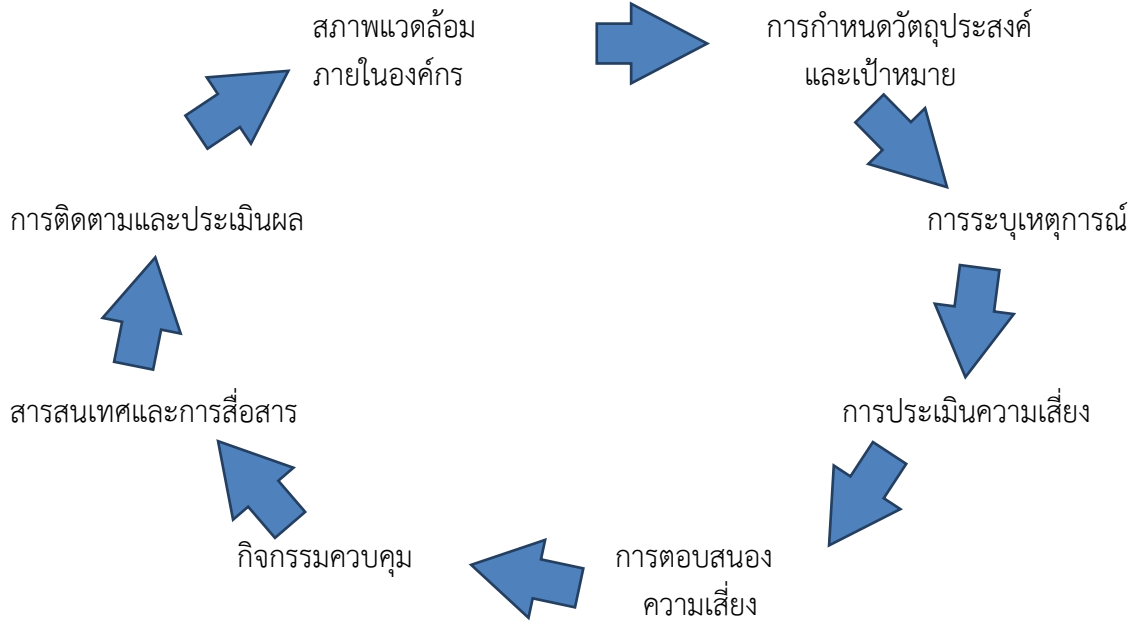 สภาพแวดล้อม
ภายในองค์กร
การกำหนดวัตถุประสงค์
และเป้าหมาย
การระบุเหตุการณ์
การประเมินความเสี่ยง
การตอบสนอง
ความเสี่ยง
กิจกรรมควบคุม
สารสนเทศและการสื่อสาร
การติดตามและประเมินผล